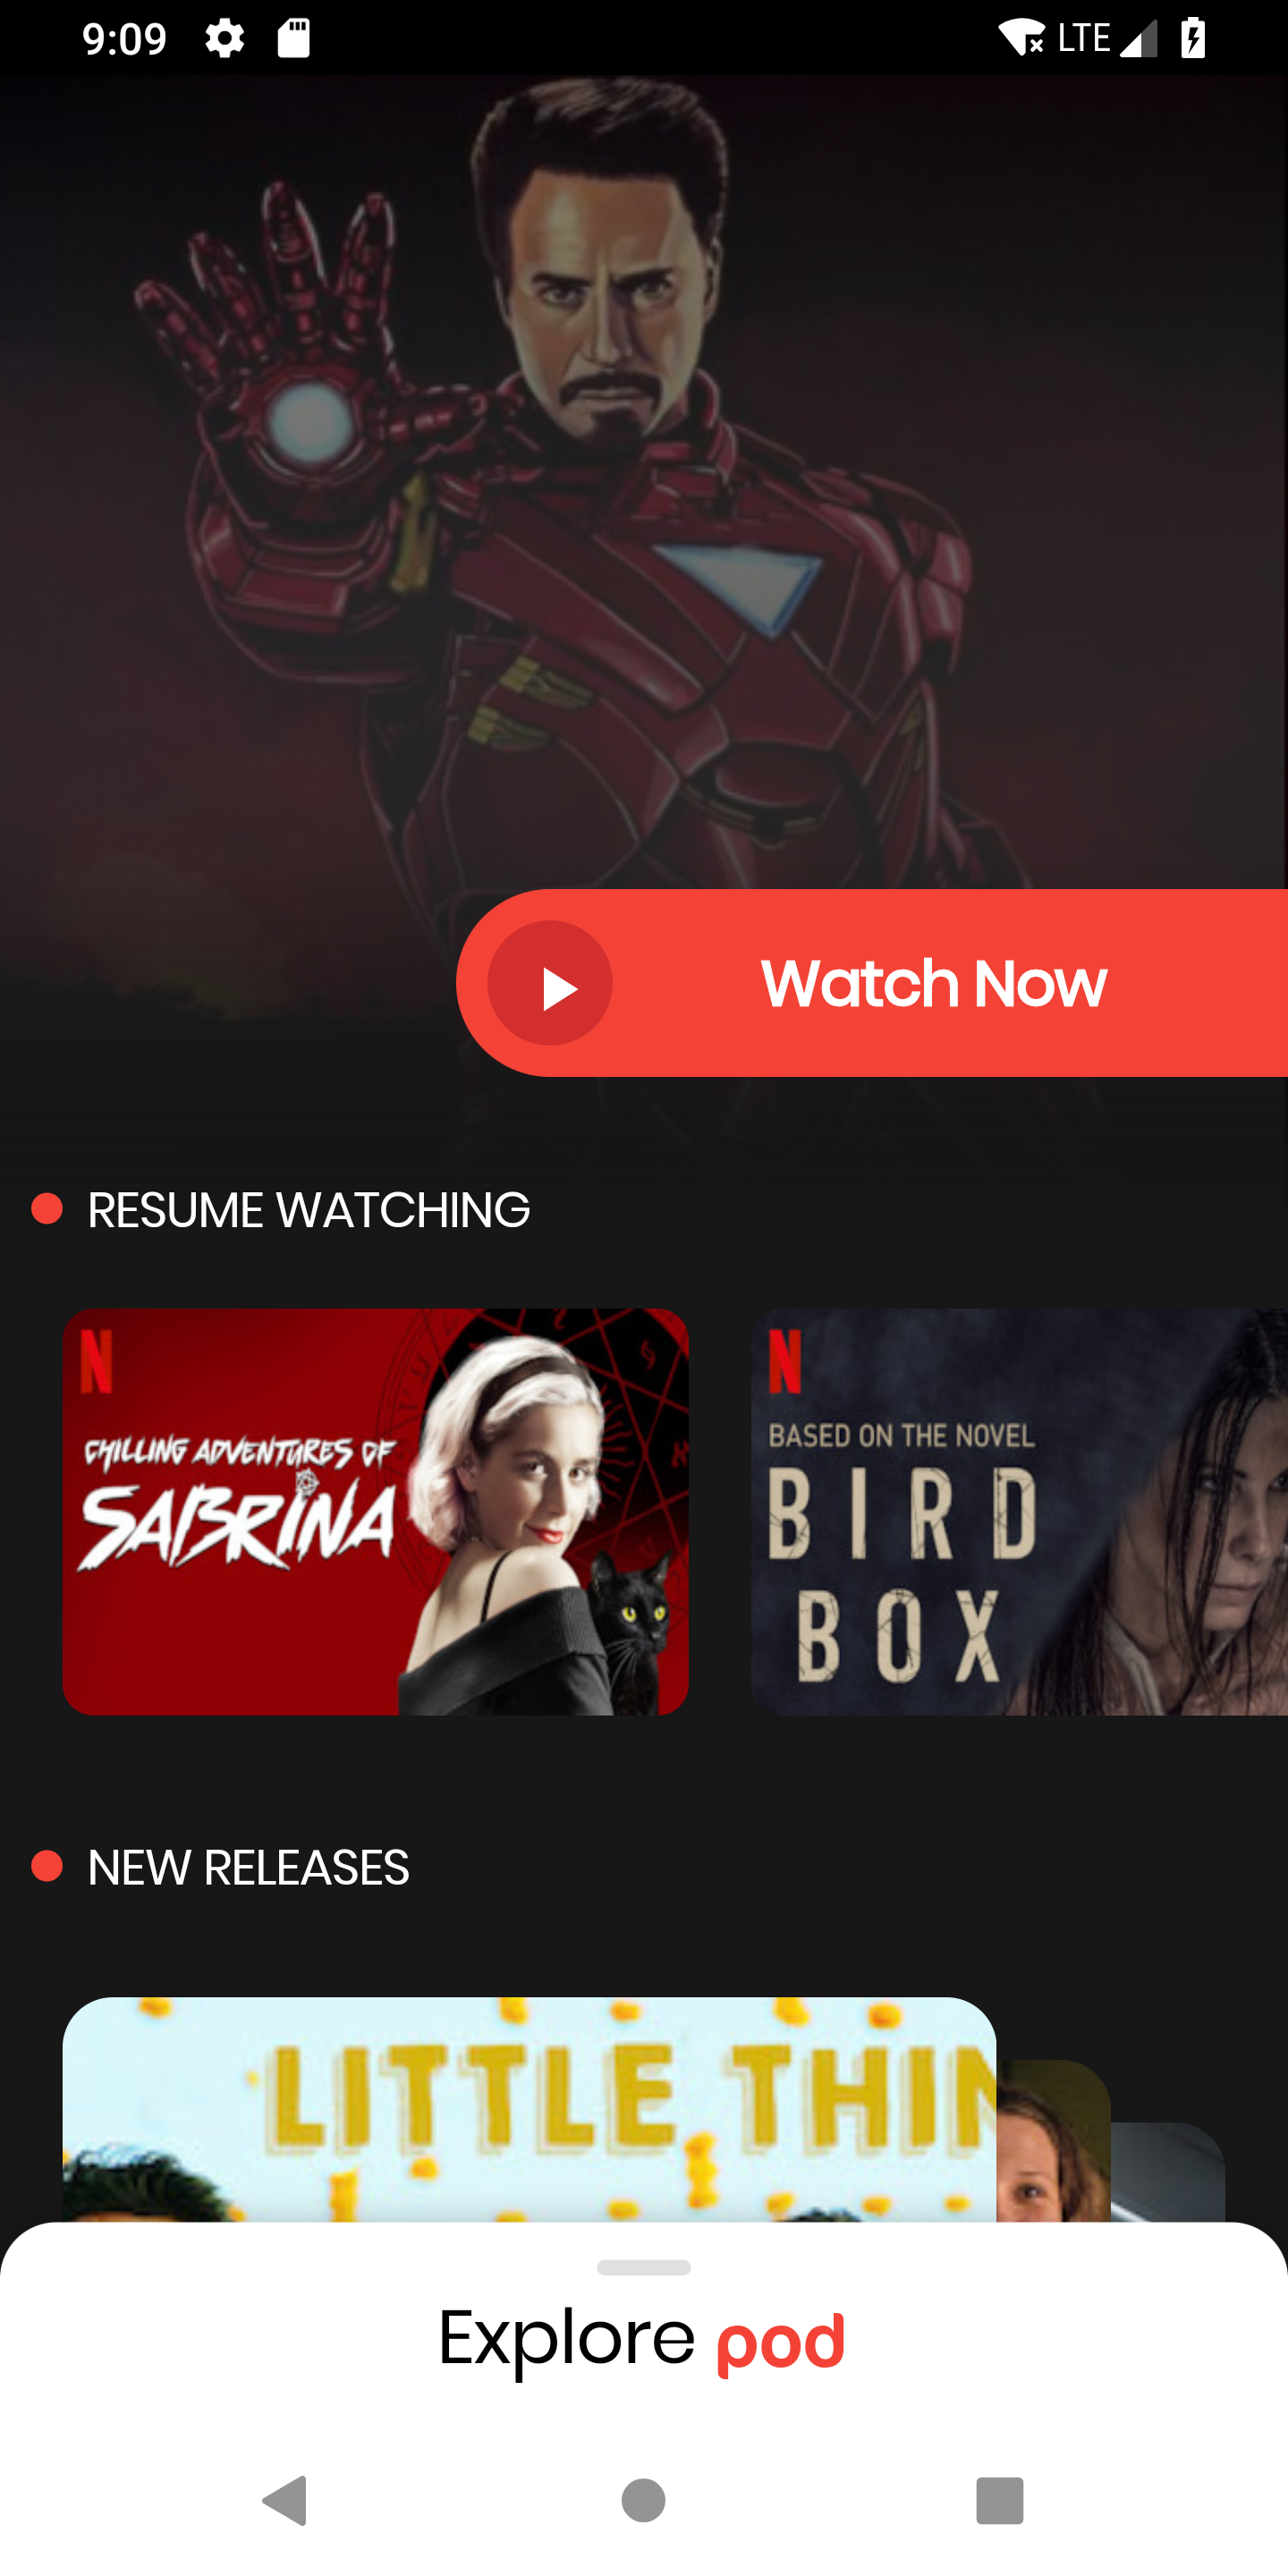 9:09
LTE
Watch Now
RESUME WATCHING
N
CHILLING ADVENTURES OF
SABRINA
N
BASED ON THE NOVEL
BIRD
BOX
NEW RELEASES
LITTLE THIN
Explore pod